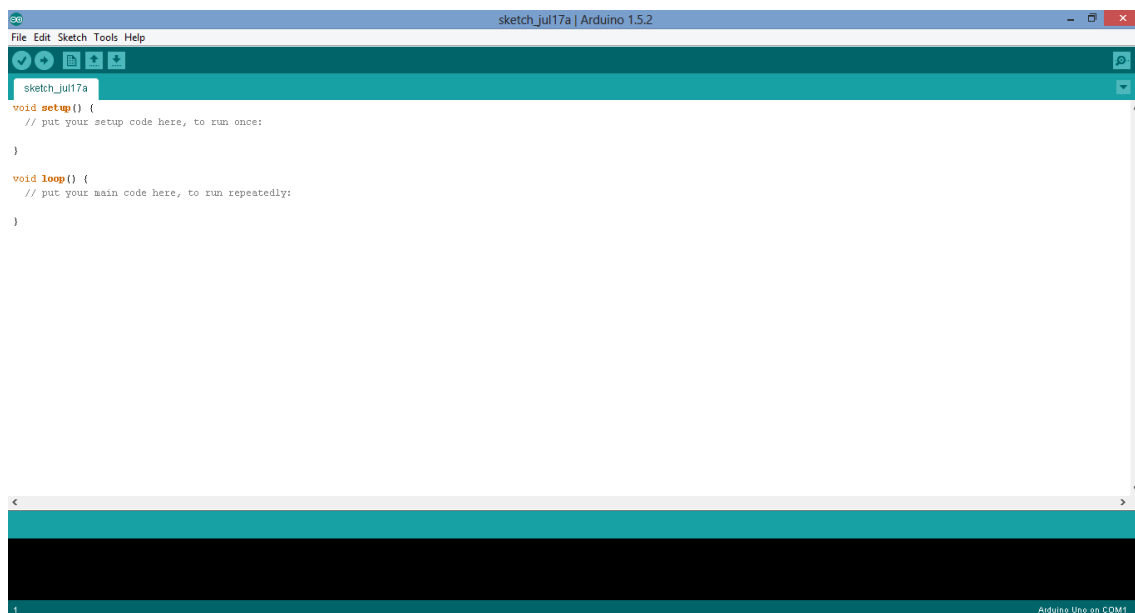 sketch_jul17a | Arduino 1.5.2
File Edit Sketch Tools Help
sketch_jul17a
void setup() {
  // put your setup code here, to run once:
}
void loop() {
  // put your main code here, to run repeatedly:
}
1 Arduino Uno on COM1